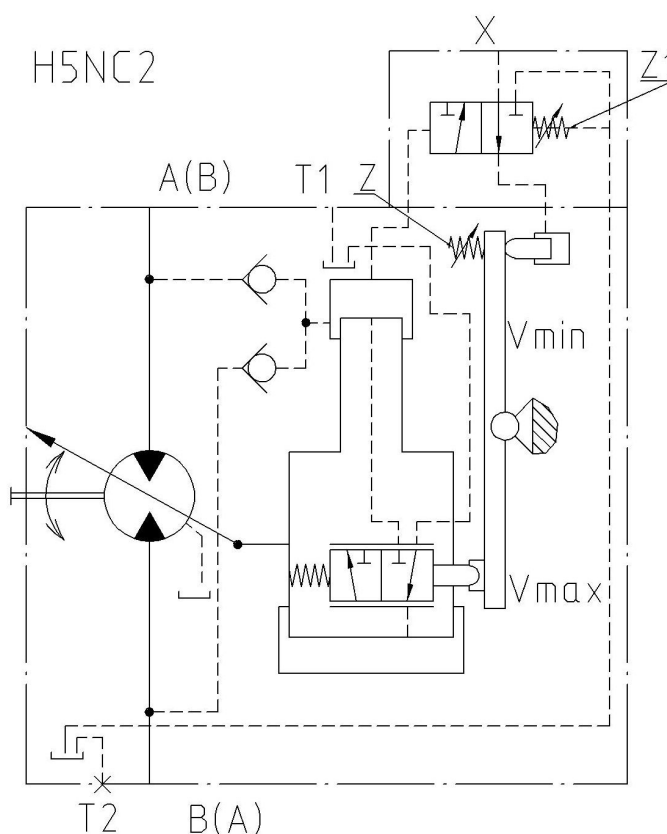 X
H5NC2
Z1
A(B)
T1
Z
Vmin
Vmax
T2
B(A)